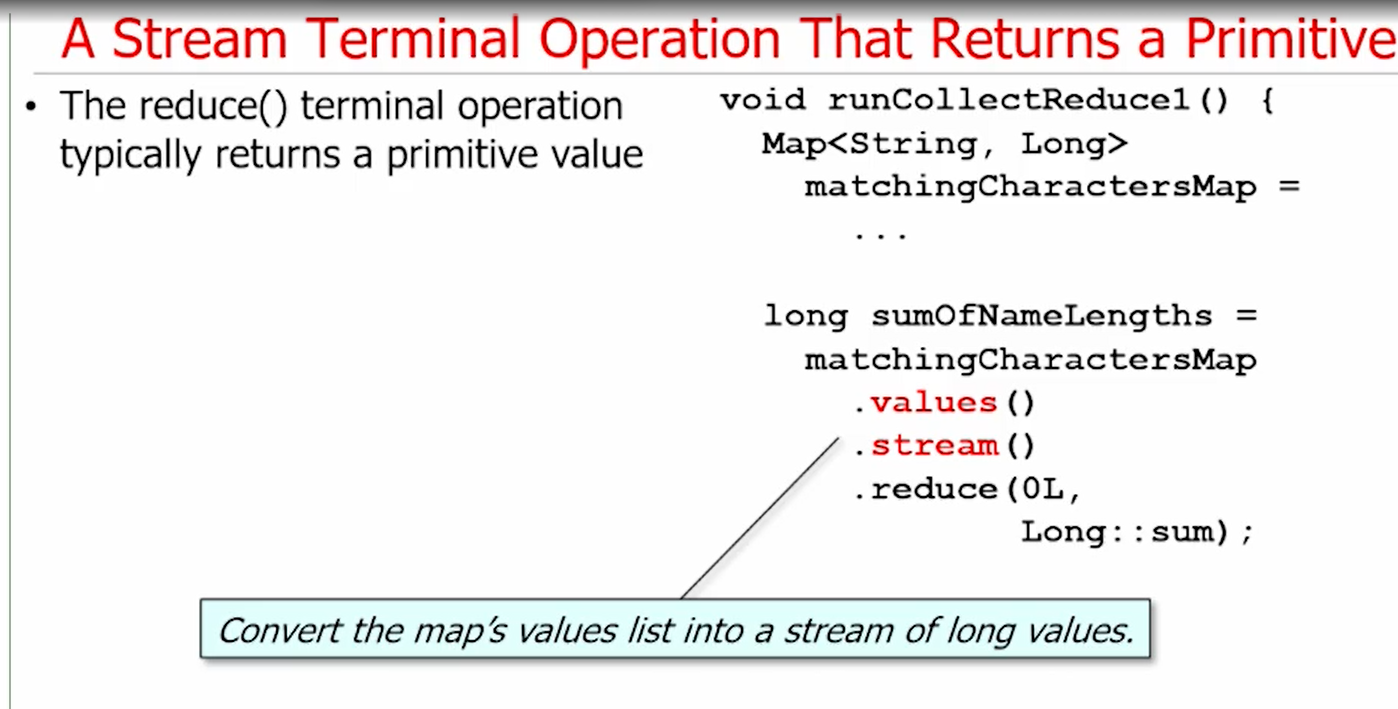 A Stream Terminal Operation That Returns a Primitive
• The reduce() terminal operation
typically returns a primitive value
void runCollectReduce1() {
Map<String, Long>
matchingCharactersMap =
...
long sumOfNameLengths =
matchingCharactersMap
.values()
.stream()
.reduce(0L,
Long::sum);
Convert the map's values list into a stream of long values.